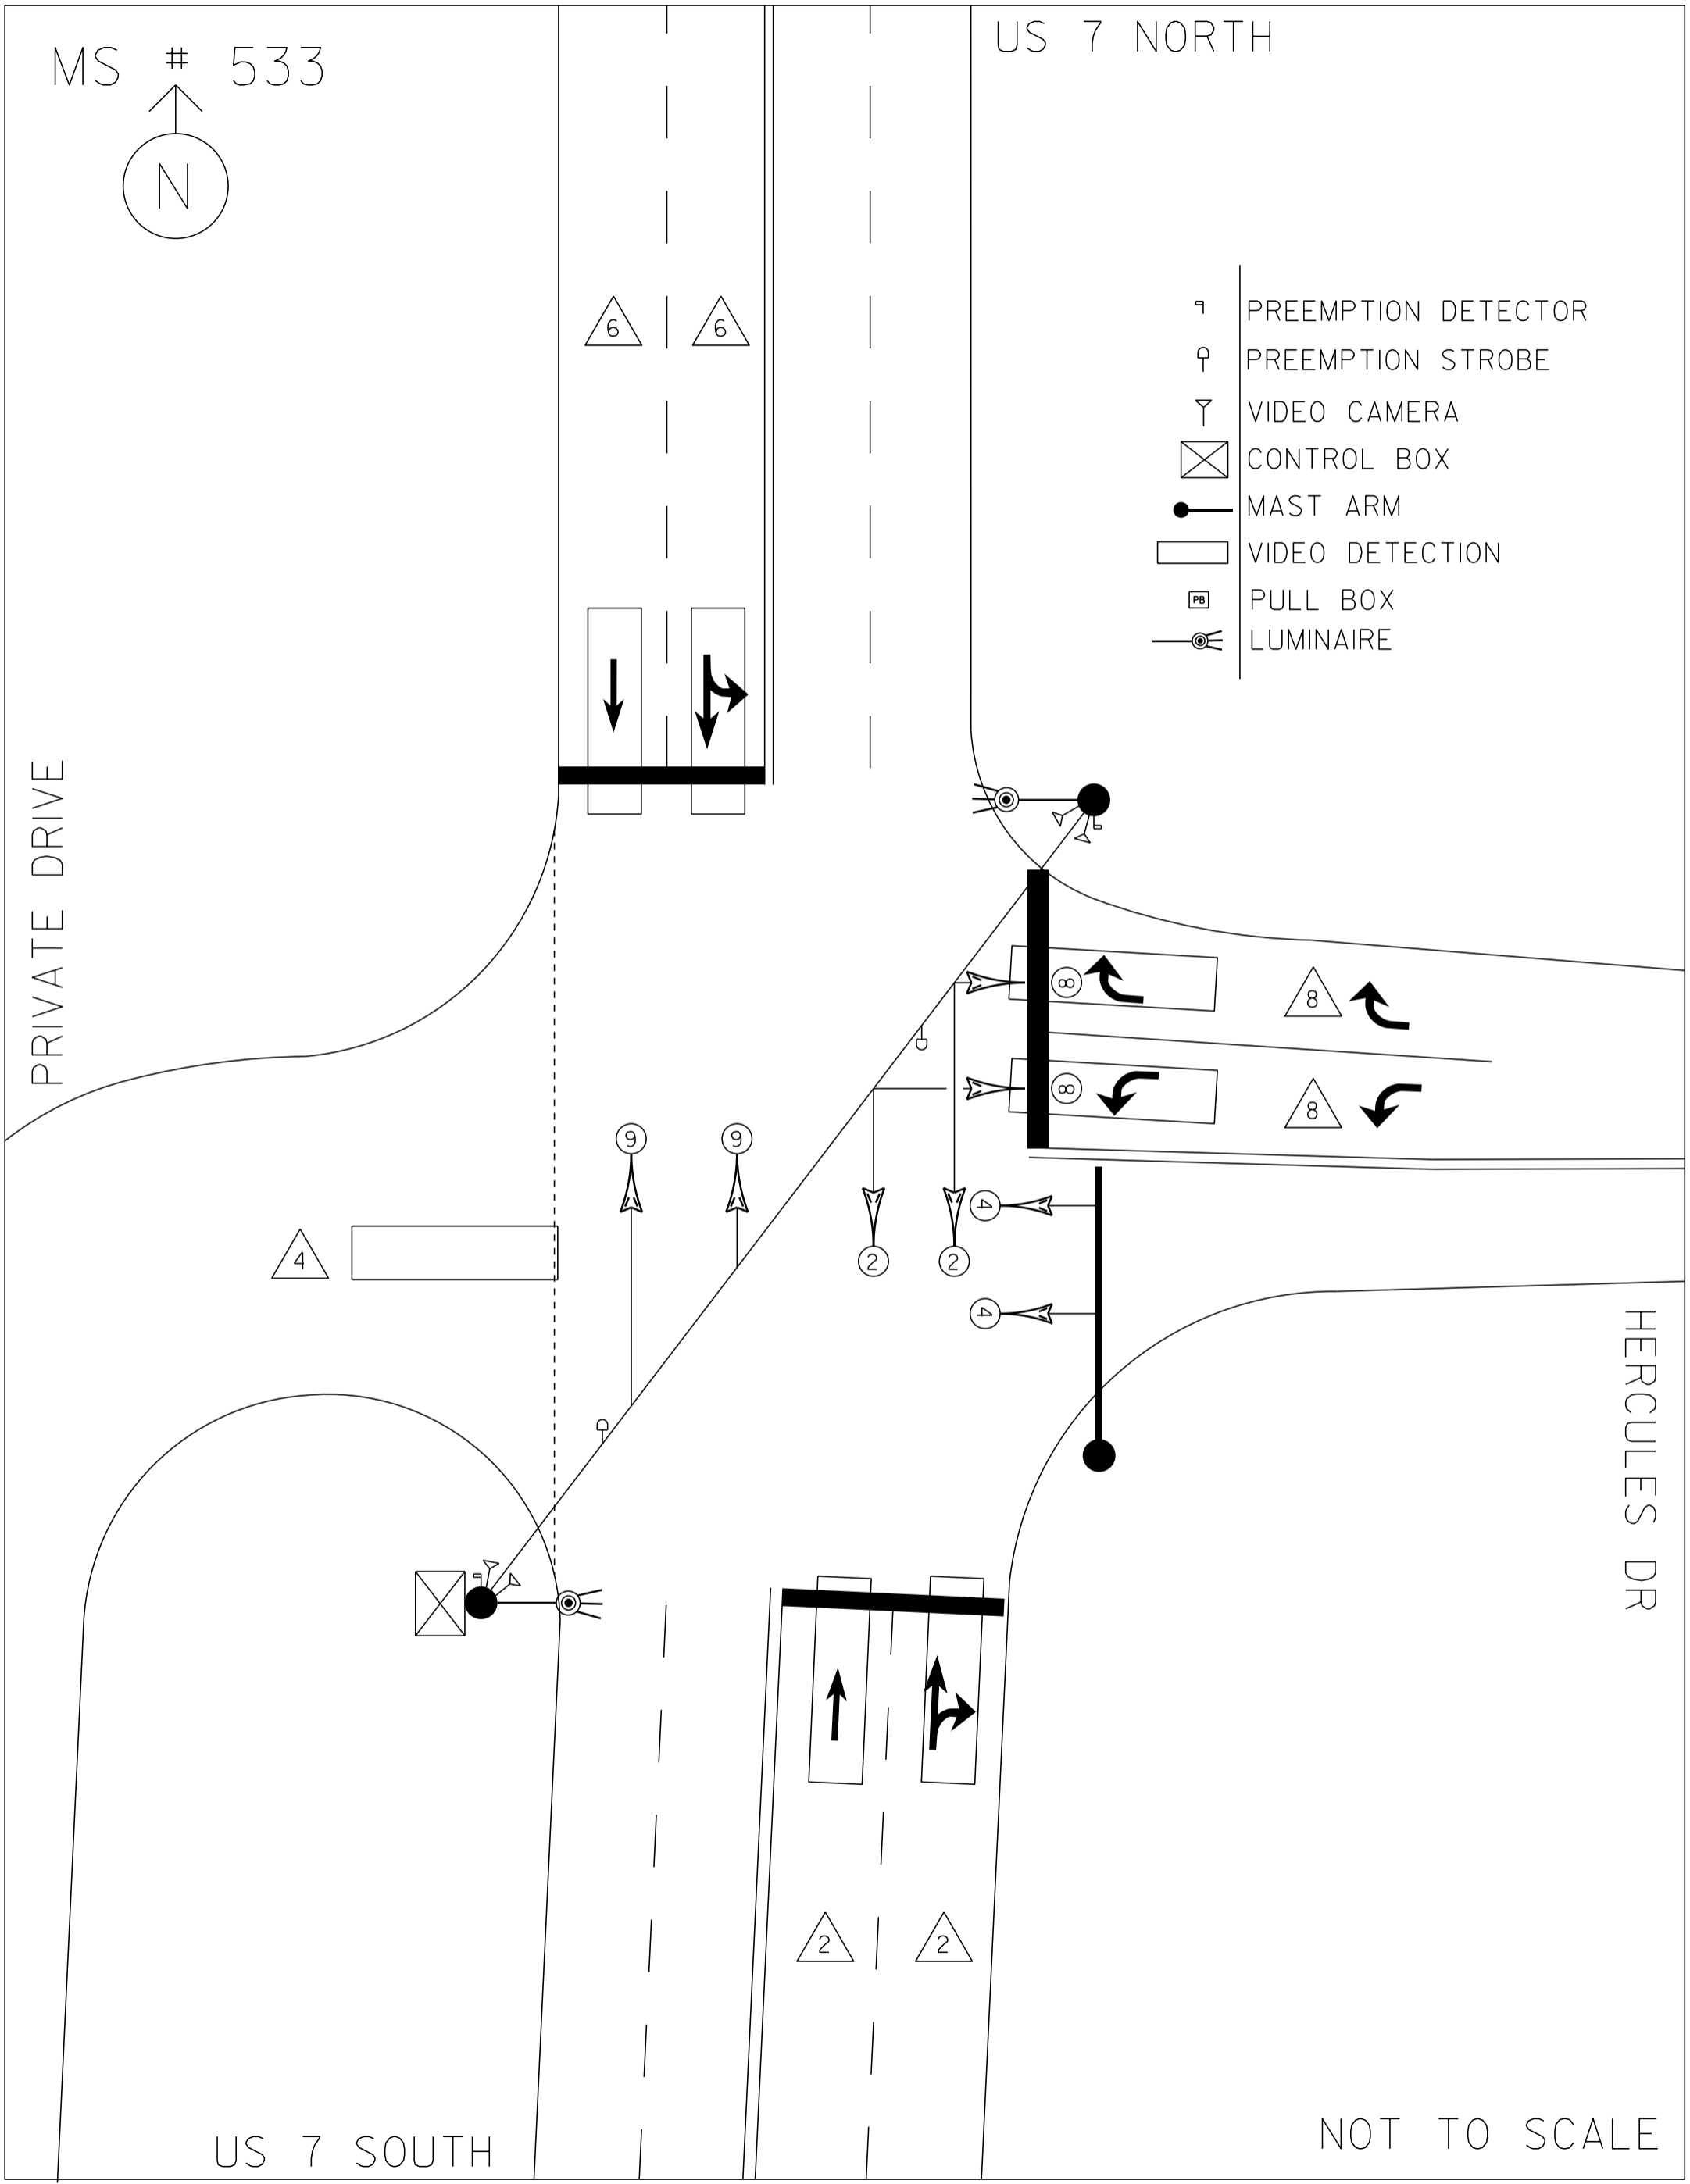 MS # 533
N
US 7 NORTH
6 6
PREEMPTION DETECTOR
PREEMPTION STROBE
VIDEO CAMERA
CONTROL BOX
MAST ARM
VIDEO DETECTION
PB PULL BOX
LUMINAIRE
PRIVATE DRIVE
8 8
8 8
9 9
4
4
2 2
4
HERCULES DR
2 2
US 7 SOUTH
NOT TO SCALE